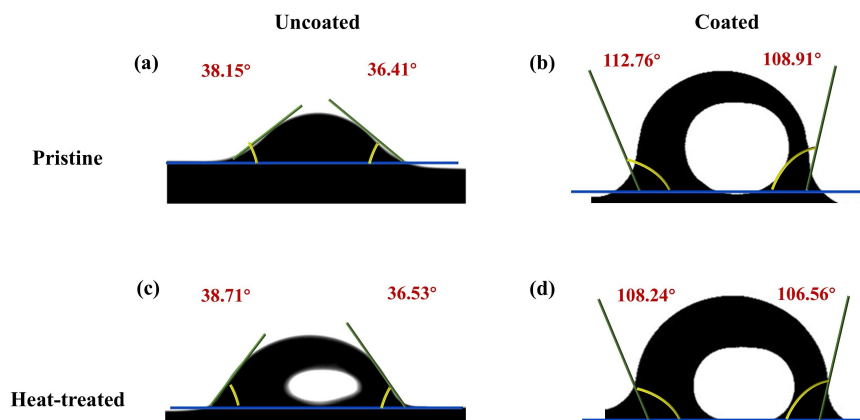 Uncoated
Coated
(a)
38.15°
36.41°
(b)
112.76°
108.91°
Pristine
(c)
38.71°
36.53°
(d)
108.24°
106.56°
Heat-treated